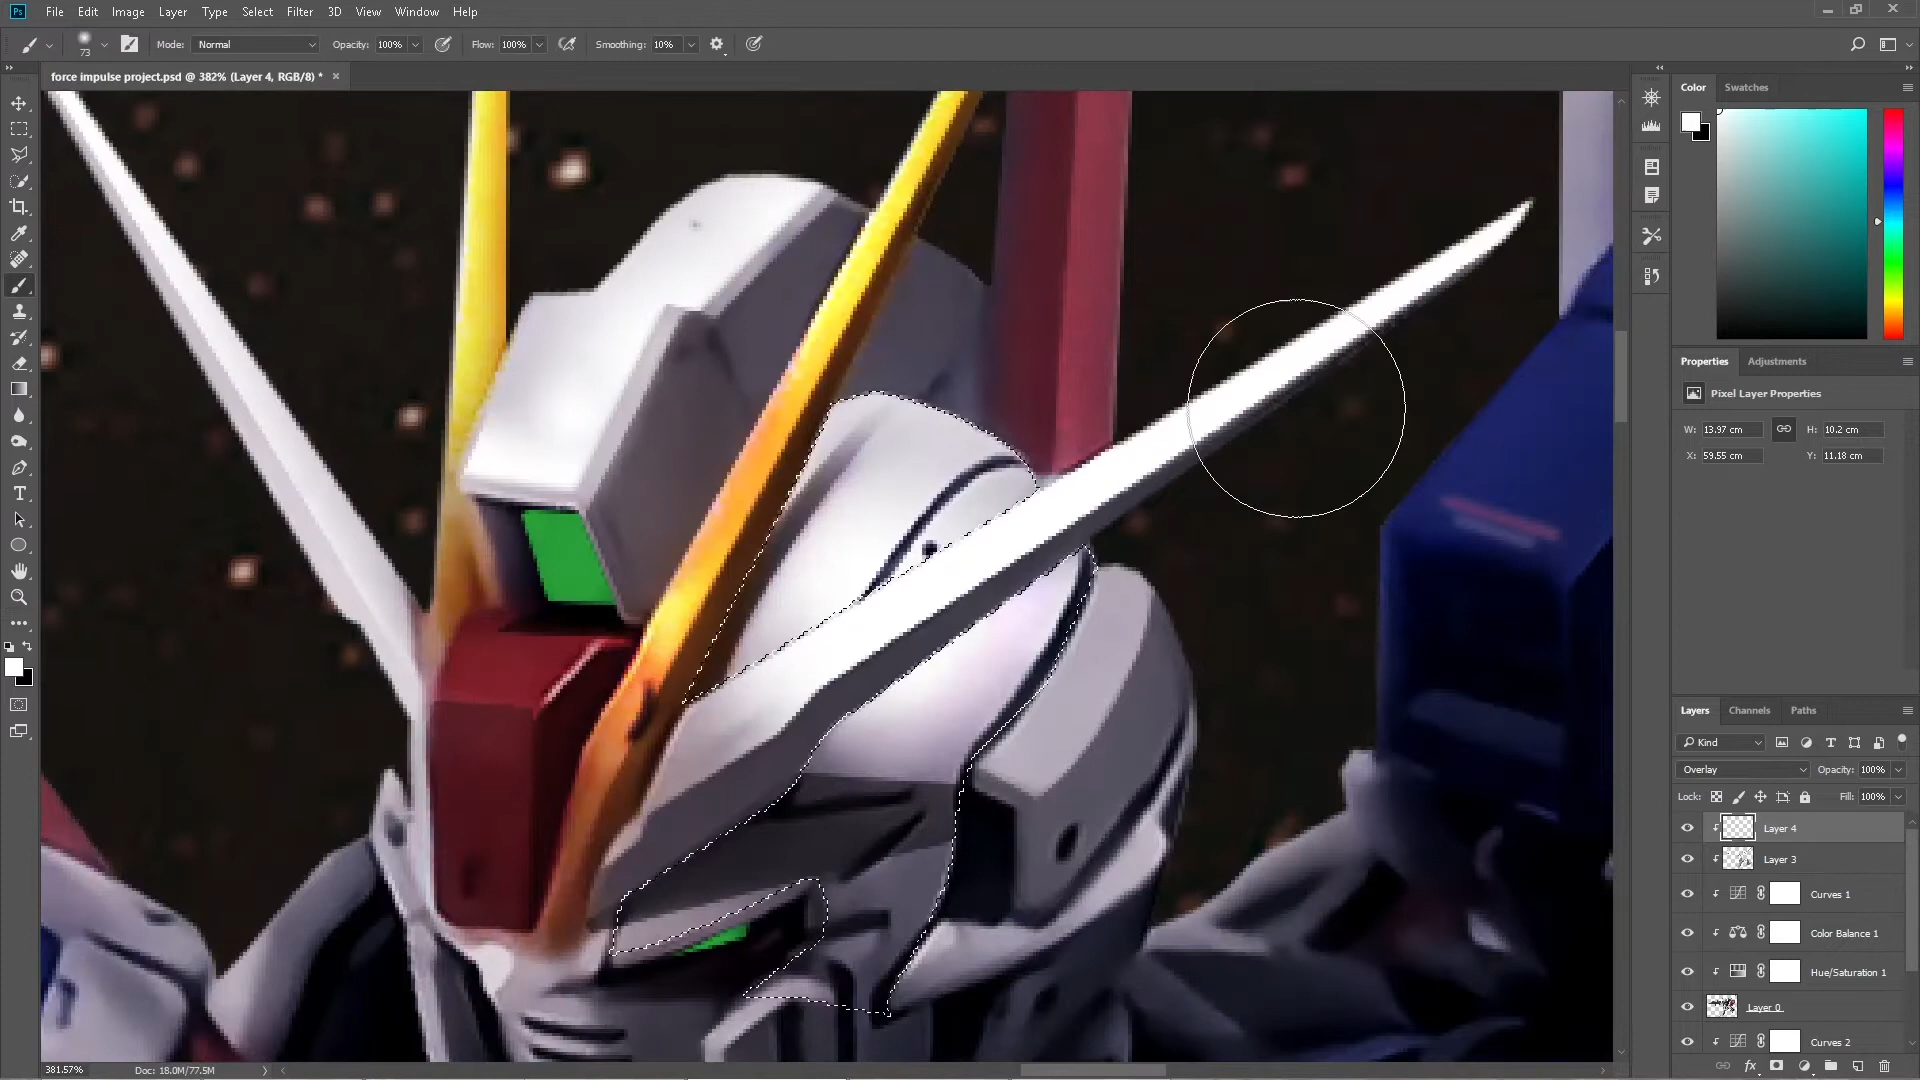 Ps File Edit Image Layer Type Select Filter 3D View Window Help
73 Mode: Normal Opacity: 100% Flow: 100% Smoothing: 10%
force impulse project.psd @ 382% (Layer 4, RGB/8) *
Color Swatches
Properties Adjustments
Pixel Layer Properties
W: 13.97 cm H: 10.2 cm
X: 59.55 cm Y: 11.18 cm
Layers Channels Paths
Kind
Overlay Opacity: 100%
Lock: Fill: 100%
Layer 4
Layer 3
Curves 1
Color Balance 1
Hue/Saturation 1
Layer 0
Curves 2
381.57% Doc: 18.0M/77.5M